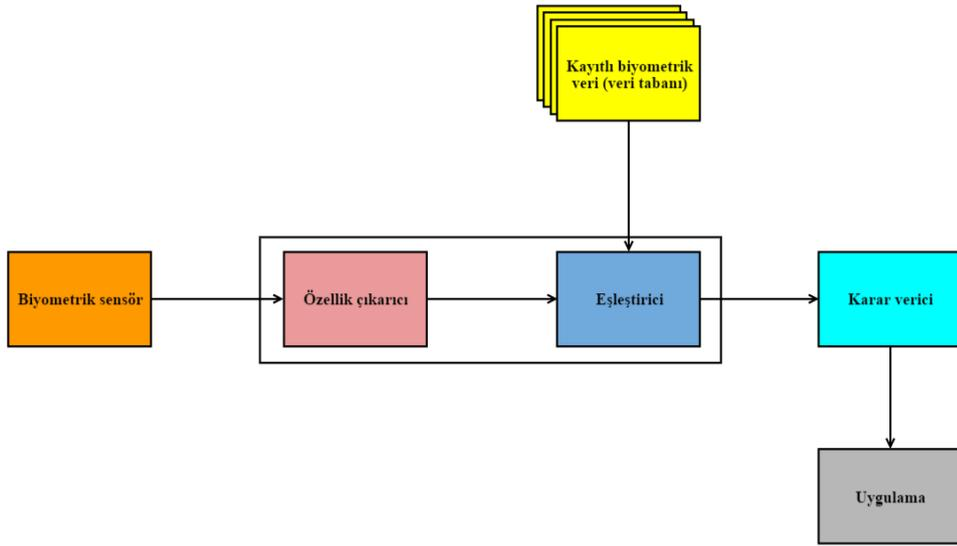 Kayıtlı biyometrik
veri (veri tabanı)
Biyometrik sensör
Özellik çıkarıcı
Eşleştirici
Karar verici
Uygulama